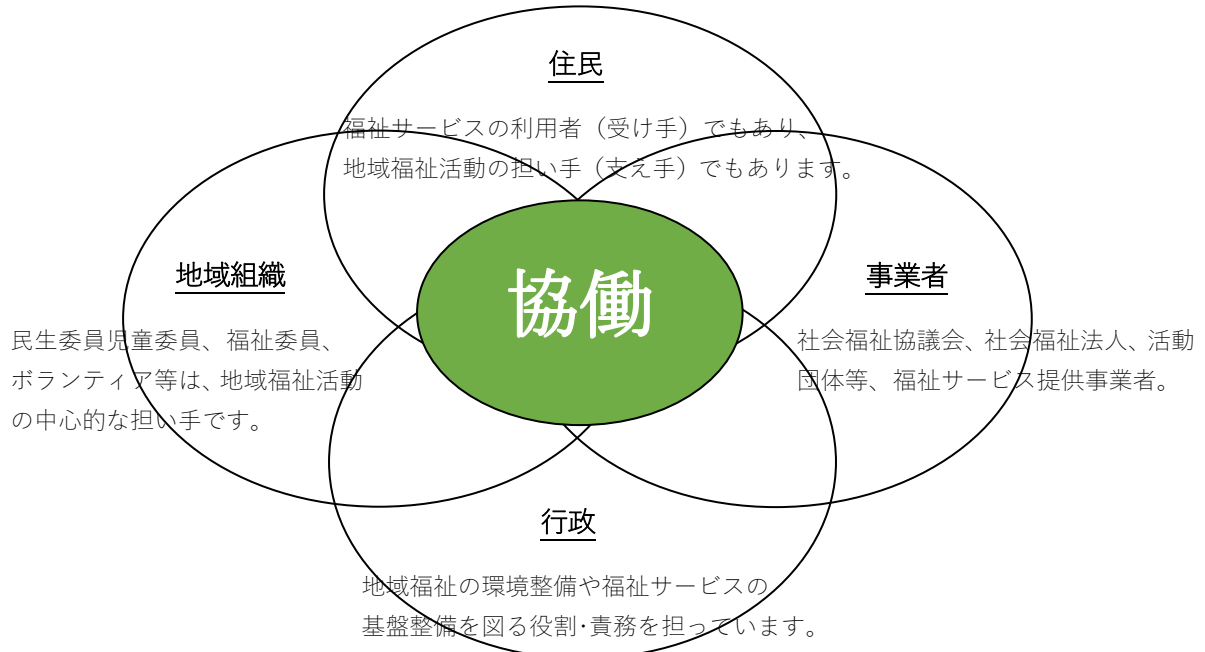 住民
福祉サービスの利用者（受け手）でもあり、
地域福祉活動の担い手（支え手）でもあります。
地域組織
民生委員児童委員、福祉委員、
ボランティア等は、地域福祉活動
の中心的な担い手です。
協働
事業者
社会福祉協議会、社会福祉法人、活動
団体等、福祉サービス提供事業者。
行政
地域福祉の環境整備や福祉サービスの
基盤整備を図る役割･責務を担っています。